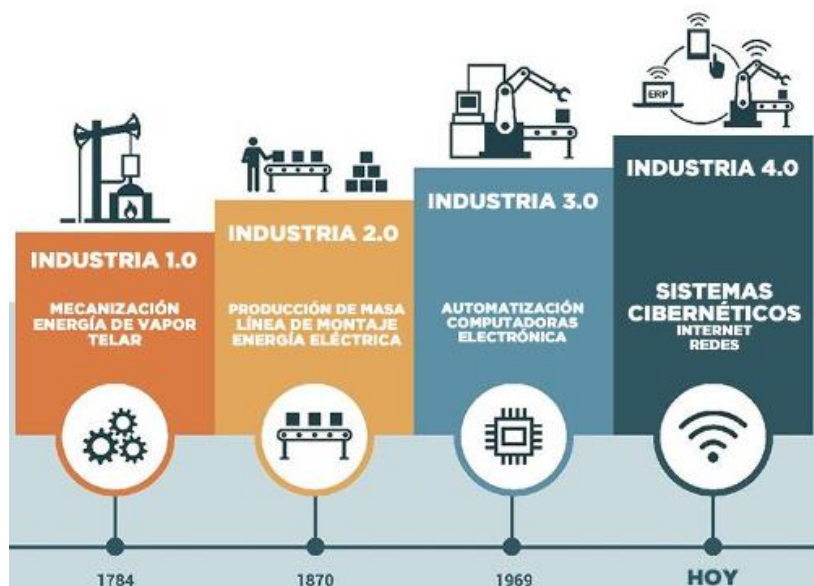 ERP
INDUSTRIA 1.0
MECANIZACIÓN
ENERGÍA DE VAPOR
TELAR
INDUSTRIA 2.0
PRODUCCIÓN DE MASA
LÍNEA DE MONTAJE
ENERGÍA ELÉCTRICA
INDUSTRIA 3.0
AUTOMATIZACIÓN
COMPUTADORAS
ELECTRÓNICA
INDUSTRIA 4.0
SISTEMAS
CIBERNÉTICOS
INTERNET
REDES
1784
1870
1969
HOY